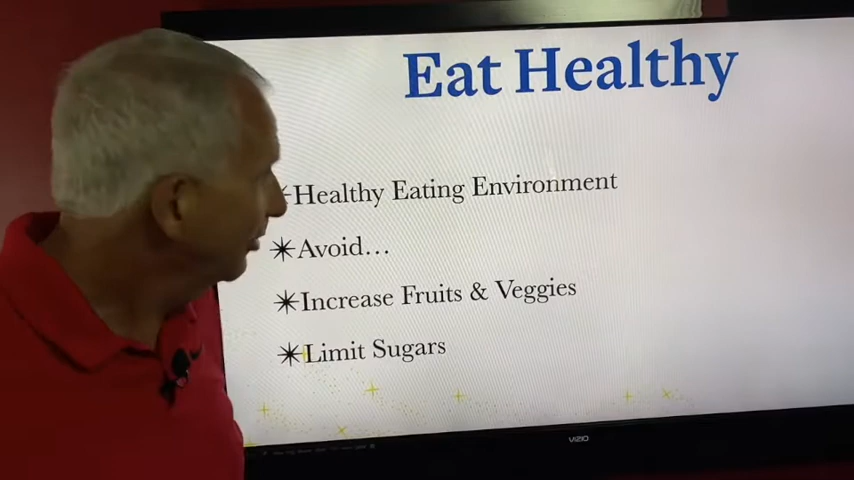 Eat Healthy
Healthy Eating Environment
Avoid...
Increase Fruits & Veggies
Limit Sugars
VIZIO